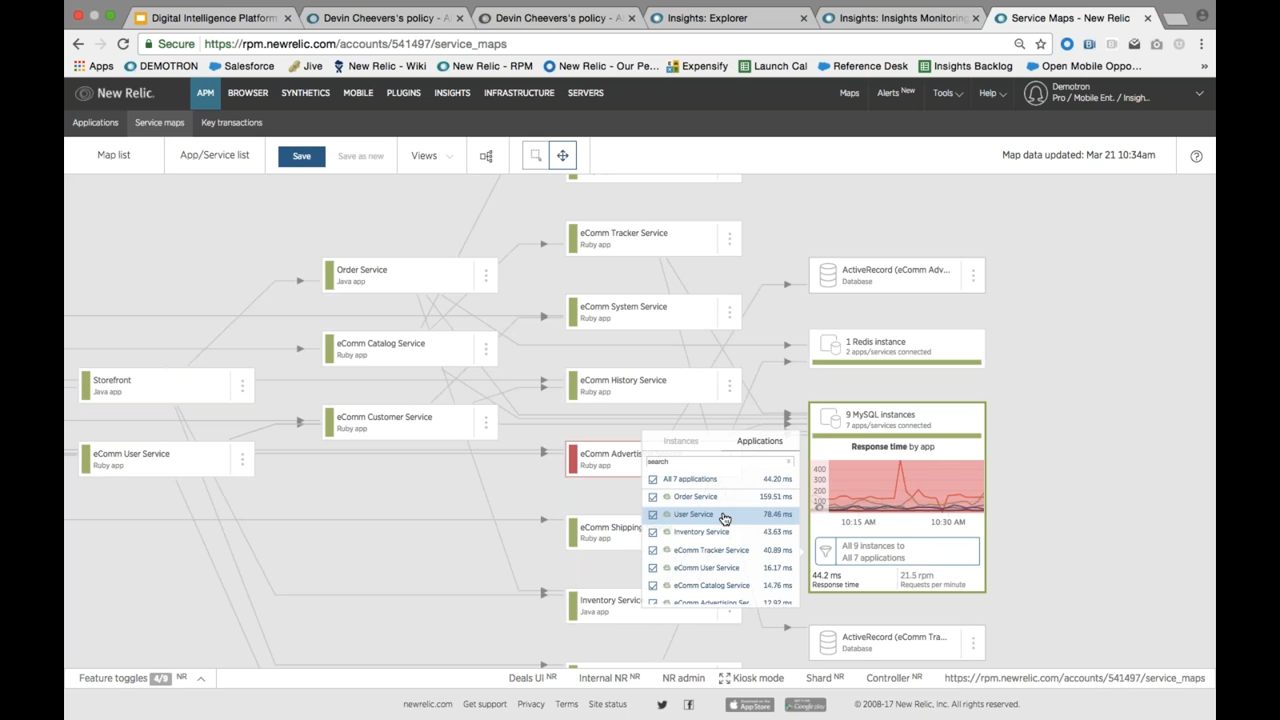 Digital Intelligence Platform
Devin Cheevers's policy - A
Devin Cheevers's policy - A
Insights: Explorer
Insights: Insights Monitoring
Service Maps - New Relic
Secure
https://rpm.newrelic.com/accounts/541497/service_maps
Apps
DEMOTRON
Salesforce
Jive
New Relic - Wiki
New Relic - RPM
New Relic - Our Pe...
Expensify
Launch Cal
Reference Desk
Insights Backlog
Open Mobile Oppo...
»
New Relic.
APM
BROWSER
SYNTHETICS
MOBILE
PLUGINS
INSIGHTS
INFRASTRUCTURE
SERVERS
Maps
Alerts New
Tools
Help
Demotron
Pro / Mobile Ent. / Insigh...
Applications
Service maps
Key transactions
Map list
App/Service list
Save
Save as new
Views
Map data updated: Mar 21 10:34am
?
eComm Tracker Service
Ruby app
Order Service
Java app
ActiveRecord (eComm Adv...
Database
eComm System Service
Ruby app
eComm Catalog Service
Ruby app
1 Redis instance
2 apps/services connected
Storefront
Java app
eComm History Service
Ruby app
eComm Customer Service
Ruby app
9 MySQL instances
7 apps/services connected
eComm User Service
Ruby app
eComm Advertis
Ruby app
Instances
Applications
search
All 7 applications
44.20 ms
Order Service
159.51 ms
User Service
78.46 ms
Inventory Service
43.63 ms
eComm Tracker Service
40.89 ms
eComm User Service
16.17 ms
eComm Catalog Service
14.76 ms
eComm Advertising Ser
12.92 ms
Response time by app
400
300
200
100
10:15 AM
10:30 AM
All 9 instances to
All 7 applications
44.2 ms
Response time
21.5 rpm
Requests per minute
eComm Shipping
Ruby app
Inventory Service
Java app
ActiveRecord (eComm Tra...
Database
Feature toggles
4/9
NR
Deals UI NR
Internal NR NR
NR admin
Kiosk mode
Shard NR
Controller NR
https://rpm.newrelic.com/accounts/541497/service_maps
newrelic.com
Get support
Privacy
Terms
Site status
App Store
Google play
© 2008-17 New Relic, Inc. All rights reserved.